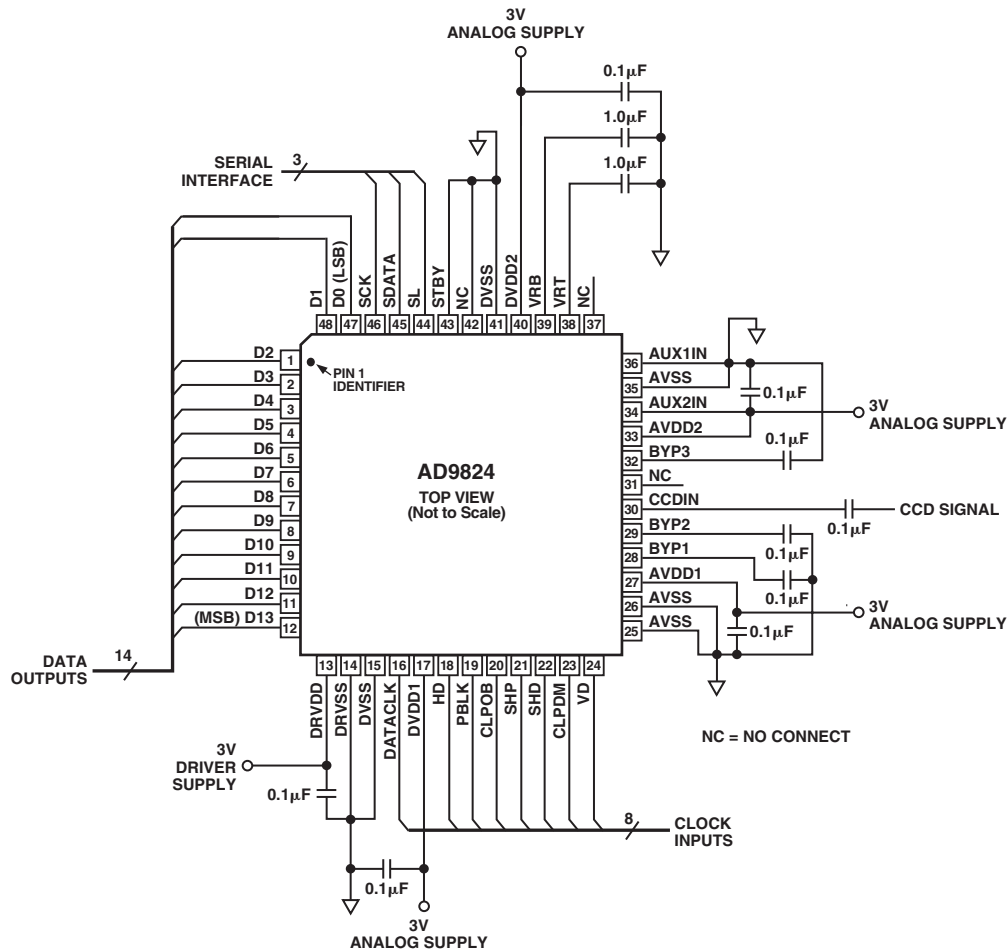 3V
ANALOG SUPPLY
0.1µF
1.0µF
1.0µF
SERIAL
INTERFACE
3
D1
D0 (LSB)
SCK
SDATA
SL
STBY
NC
DVSS
DVDD2
VRB
VRT
NC
48 47 46 45 44 43 42 41 40 39 38 37
D2 1
D3 2
D4 3
D5 4
D6 5
D7 6
D8 7
D9 8
D10 9
D11 10
D12 11
(MSB) D13 12
PIN 1
IDENTIFIER
AD9824
TOP VIEW
(Not to Scale)
36 AUX1IN
35 AVSS
34 AUX2IN
33 AVDD2
32 BYP3
31 NC
30 CCDIN
29 BYP2
28 BYP1
27 AVDD1
26 AVSS
25 AVSS
0.1µF
3V
ANALOG SUPPLY
0.1µF
CCD SIGNAL
0.1µF
0.1µF
0.1µF
3V
ANALOG SUPPLY
0.1µF
DATA
OUTPUTS
14
13 14 15 16 17 18 19 20 21 22 23 24
DRVDD
DRVSS
DVSS
DATACLK
DVDD1
HD
PBLK
CLPOB
SHP
SHD
CLPDM
VD
NC = NO CONNECT
3V
DRIVER
SUPPLY
0.1µF
8
CLOCK
INPUTS
0.1µF
3V
ANALOG SUPPLY